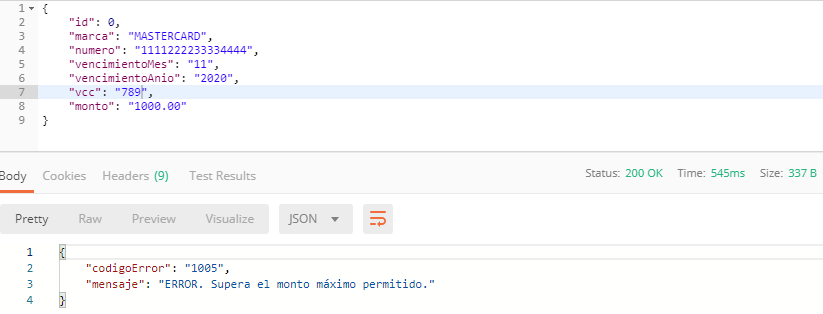 1 {
2 "id": 0,
3 "marca": "MASTERCARD",
4 "numero": "1111222233334444",
5 "vencimientoMes": "11",
6 "vencimientoAnio": "2020",
7 "vcc": "789",
8 "monto": "1000.00"
9 }
Body Cookies Headers (9) Test Results Status: 200 OK Time: 545ms Size: 337 B
Pretty Raw Preview Visualize JSON
1 {
2 "codigoError": "1005",
3 "mensaje": "ERROR. Supera el monto máximo permitido."
4 }